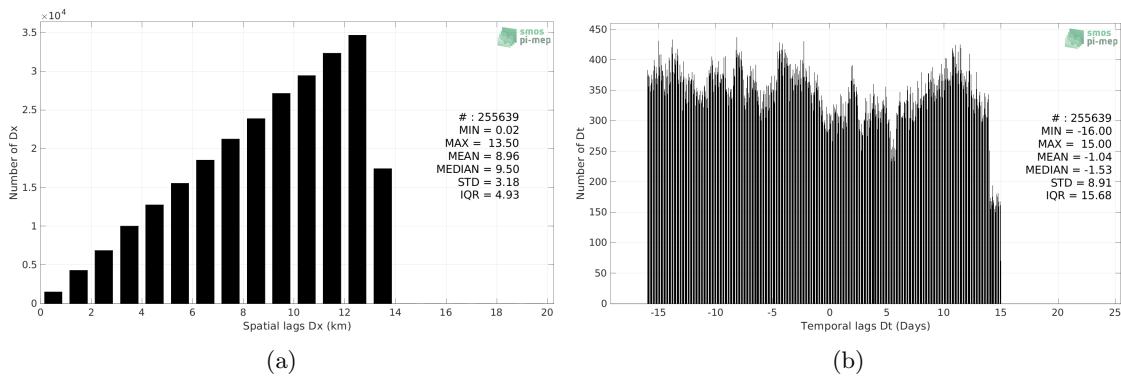 ×10⁴
3.5
3
2.5
2
1.5
1
0.5
0
Number of Dx
0 2 4 6 8 10 12 14 16 18 20
Spatial lags Dx (km)
smos
pi-mep
# : 255639
MIN = 0.02
MAX = 13.50
MEAN = 8.96
MEDIAN = 9.50
STD = 3.18
IQR = 4.93
(a)
450
400
350
300
250
200
150
100
50
0
Number of Dt
-15 -10 -5 0 5 10 15 20 25
Temporal lags Dt (Days)
smos
pi-mep
# : 255639
MIN = -16.00
MAX = 15.00
MEAN = -1.04
MEDIAN = -1.53
STD = 8.91
IQR = 15.68
(b)